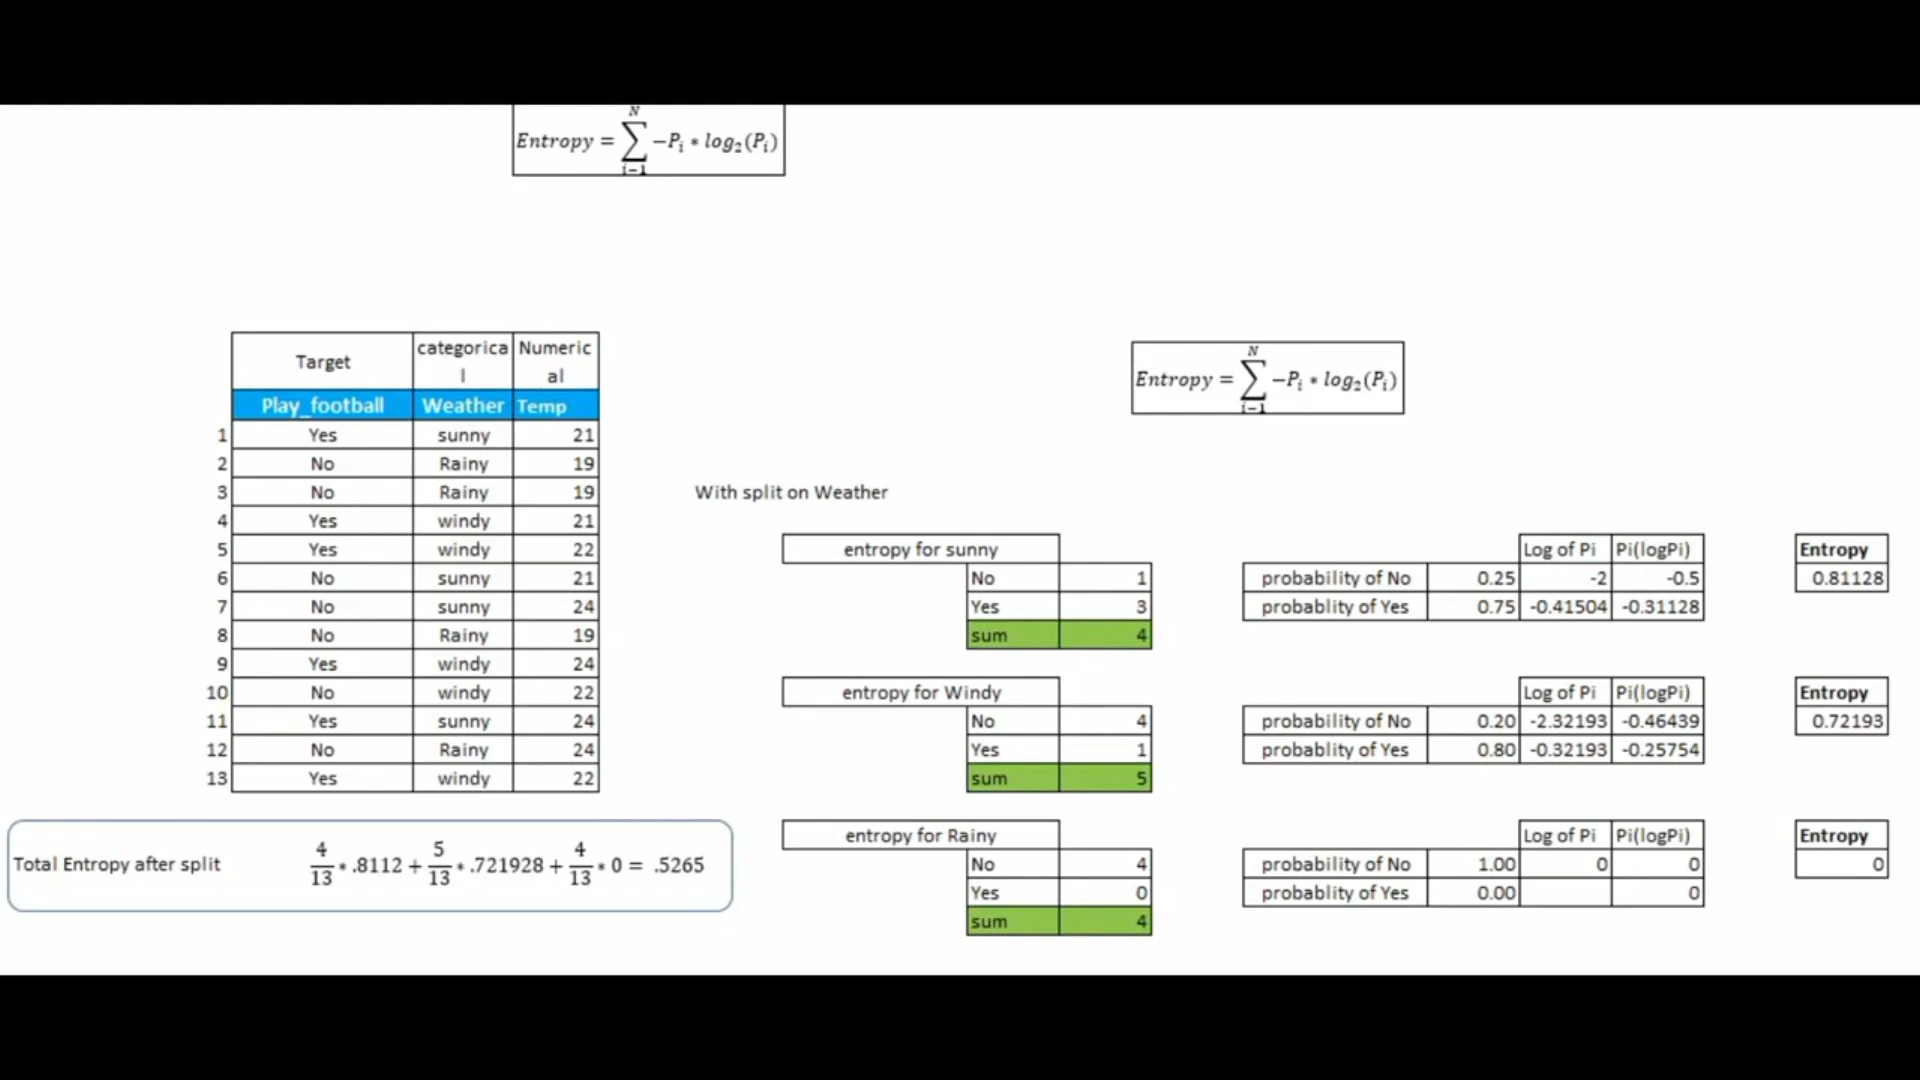 Entropy = N ∑ i−1 −Pᵢ * log₂(Pᵢ)
Target categorica l Numeric al
Play_football Weather Temp
1 Yes sunny 21
2 No Rainy 19
3 No Rainy 19
4 Yes windy 21
5 Yes windy 22
6 No sunny 21
7 No sunny 24
8 No Rainy 19
9 Yes windy 24
10 No windy 22
11 Yes sunny 24
12 No Rainy 24
13 Yes windy 22
Total Entropy after split 4/13 * .8112 + 5/13 * .721928 + 4/13 * 0 = .5265
Entropy = N ∑ i−1 −Pᵢ * log₂(Pᵢ)
With split on Weather
entropy for sunny
No 1
Yes 3
sum 4
Log of Pi Pi(logPi)
probability of No 0.25 -2 -0.5
probablity of Yes 0.75 -0.41504 -0.31128
Entropy
0.81128
entropy for Windy
No 4
Yes 1
sum 5
Log of Pi Pi(logPi)
probability of No 0.20 -2.32193 -0.46439
probablity of Yes 0.80 -0.32193 -0.25754
Entropy
0.72193
entropy for Rainy
No 4
Yes 0
sum 4
Log of Pi Pi(logPi)
probability of No 1.00 0 0
probablity of Yes 0.00 0
Entropy
0